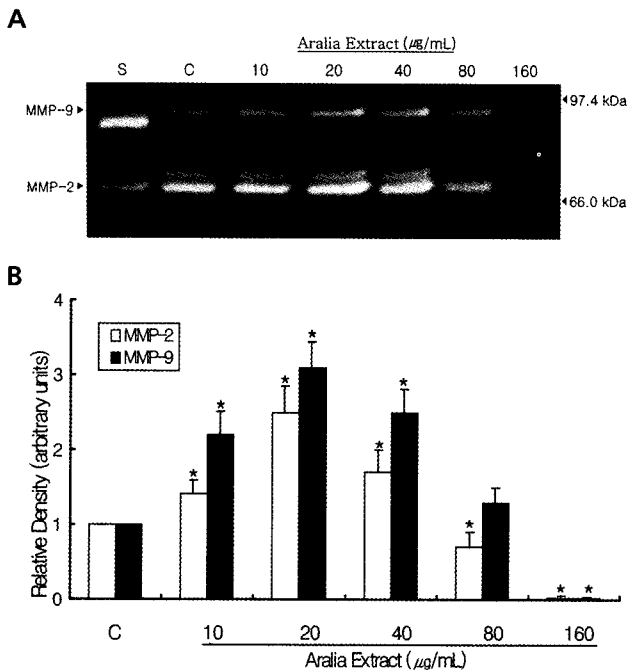 A
Aralia Extract (㎍/mL)
S C 10 20 40 80 160
MMP-9
97.4 kDa
MMP-2
66.0 kDa
B
4
MMP-2
MMP-9
3
2
1
0
Relative Density (arbitrary units)
* * * * * * * * *
C 10 20 40 80 160
Aralia Extract (㎍/mL)